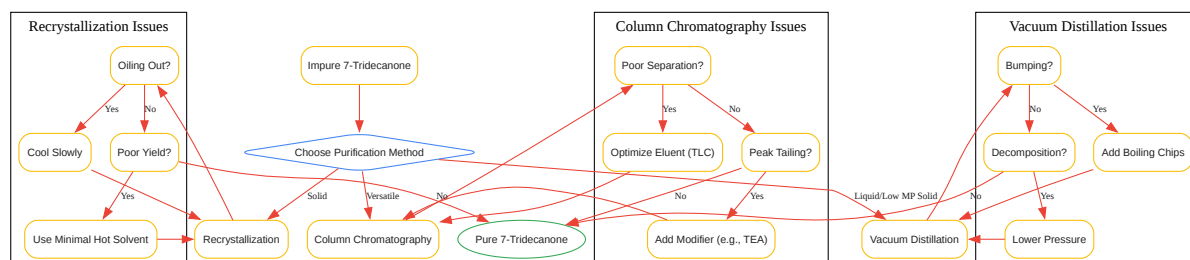 Recrystallization Issues
Column Chromatography Issues
Vacuum Distillation Issues
Oiling Out?
Impure 7-Tridecanone
Poor Separation?
Bumping?
Yes
No
Yes
No
No
Yes
Cool Slowly
Poor Yield?
Choose Purification Method
Optimize Eluent (TLC)
Peak Tailing?
Decomposition?
Add Boiling Chips
Yes
Solid
Versatile
No
No
Yes
Liquid/Low MP Solid
No
Yes
Use Minimal Hot Solvent
Recrystallization
Column Chromatography
Pure 7-Tridecanone
Add Modifier (e.g., TEA)
Vacuum Distillation
Lower Pressure